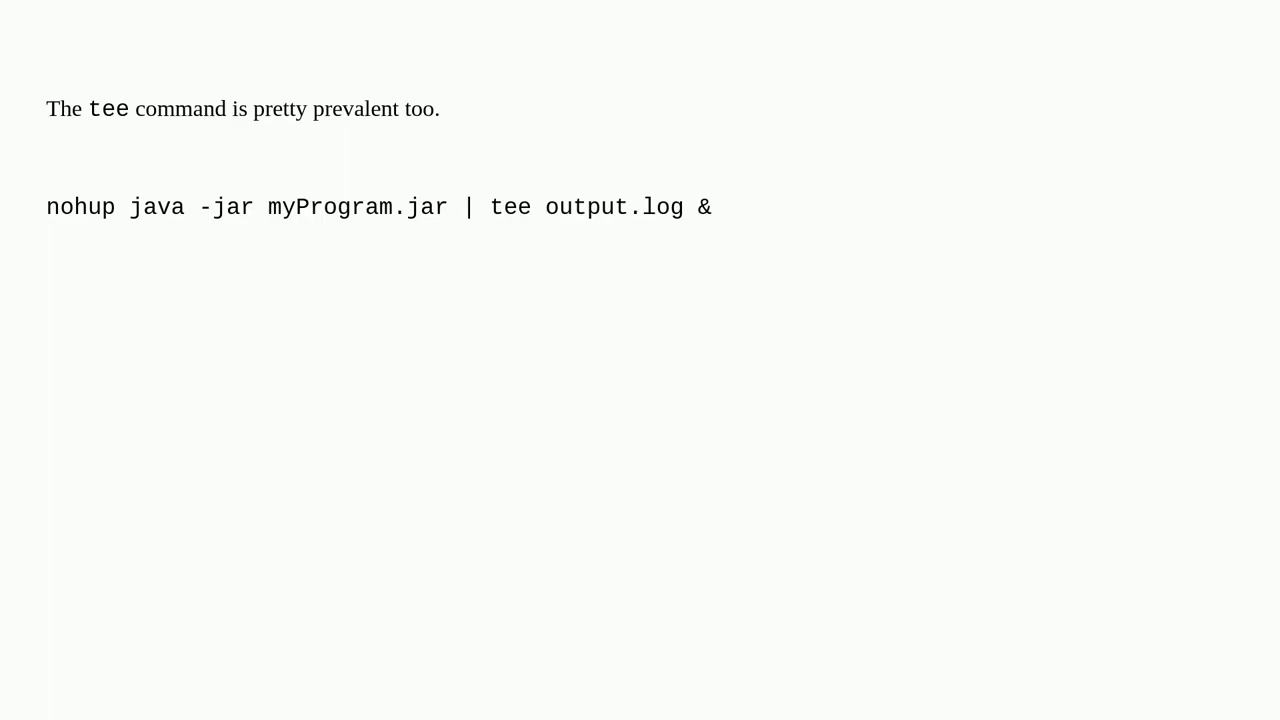 The tee command is pretty prevalent too.
nohup java -jar myProgram.jar | tee output.log &